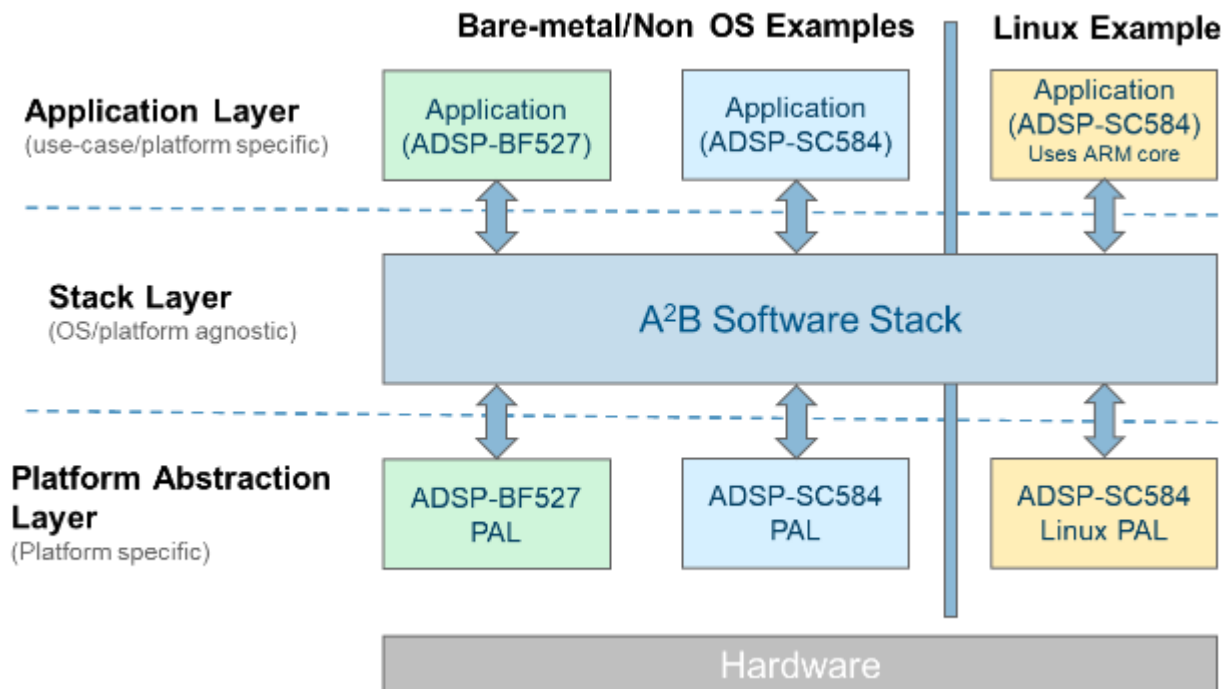 Bare-metal/Non OS Examples
Linux Example
Application Layer
(use-case/platform specific)
Application
(ADSP-BF527)
Application
(ADSP-SC584)
Application
(ADSP-SC584)
Uses ARM core
Stack Layer
(OS/platform agnostic)
A²B Software Stack
Platform Abstraction
Layer
(Platform specific)
ADSP-BF527
PAL
ADSP-SC584
PAL
ADSP-SC584
Linux PAL
Hardware